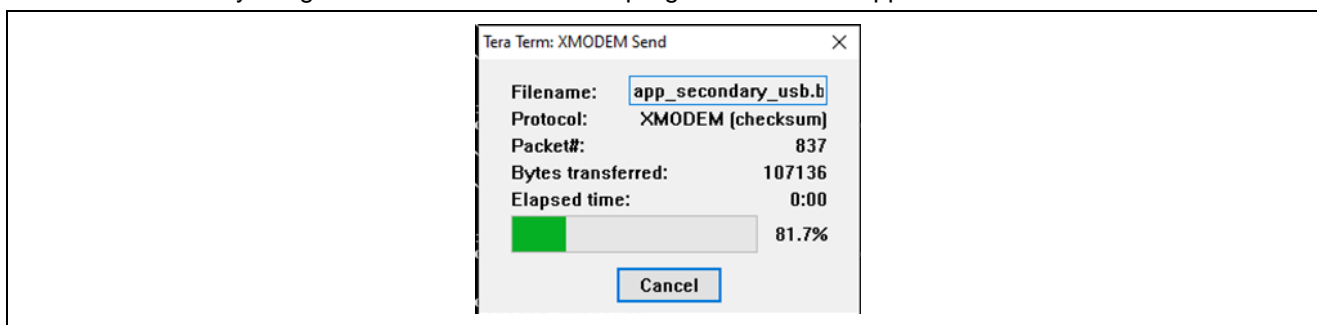 Tera Term: XMODEM Send
Filename: app_secondary_usb.b
Protocol: XMODEM (checksum)
Packet#: 837
Bytes transferred: 107136
Elapsed time: 0:00
81.7%
Cancel